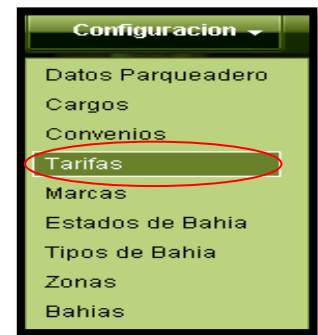 Configuracion
Datos Parqueadero
Cargos
Convenios
Tarifas
Marcas
Estados de Bahia
Tipos de Bahia
Zonas
Bahias